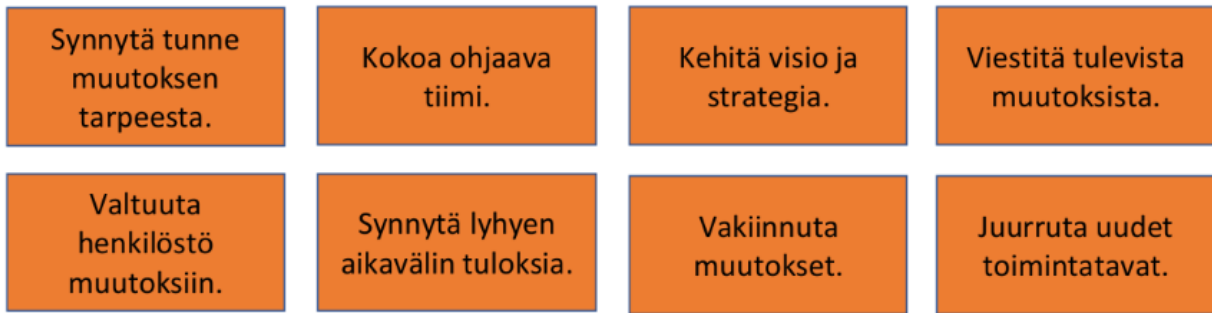 Synnytä tunne
muutoksen
tarpeesta.
Kokoa ohjaava
tiimi.
Kehitä visio ja
strategia.
Viestitä tulevista
muutoksista.
Valtuuta
henkilöstö
muutoksiin.
Synnytä lyhyen
aikavälin tuloksia.
Vakiinnuta
muutokset.
Juurruta uudet
toimintatavat.